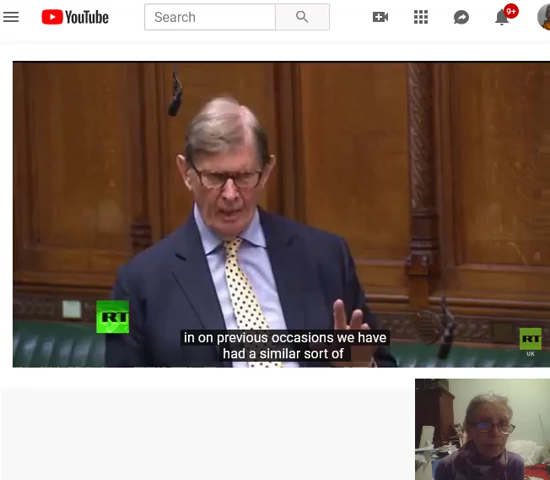 YouTube
Search
9+
RT
in on previous occasions we have
had a similar sort of
RT
UK